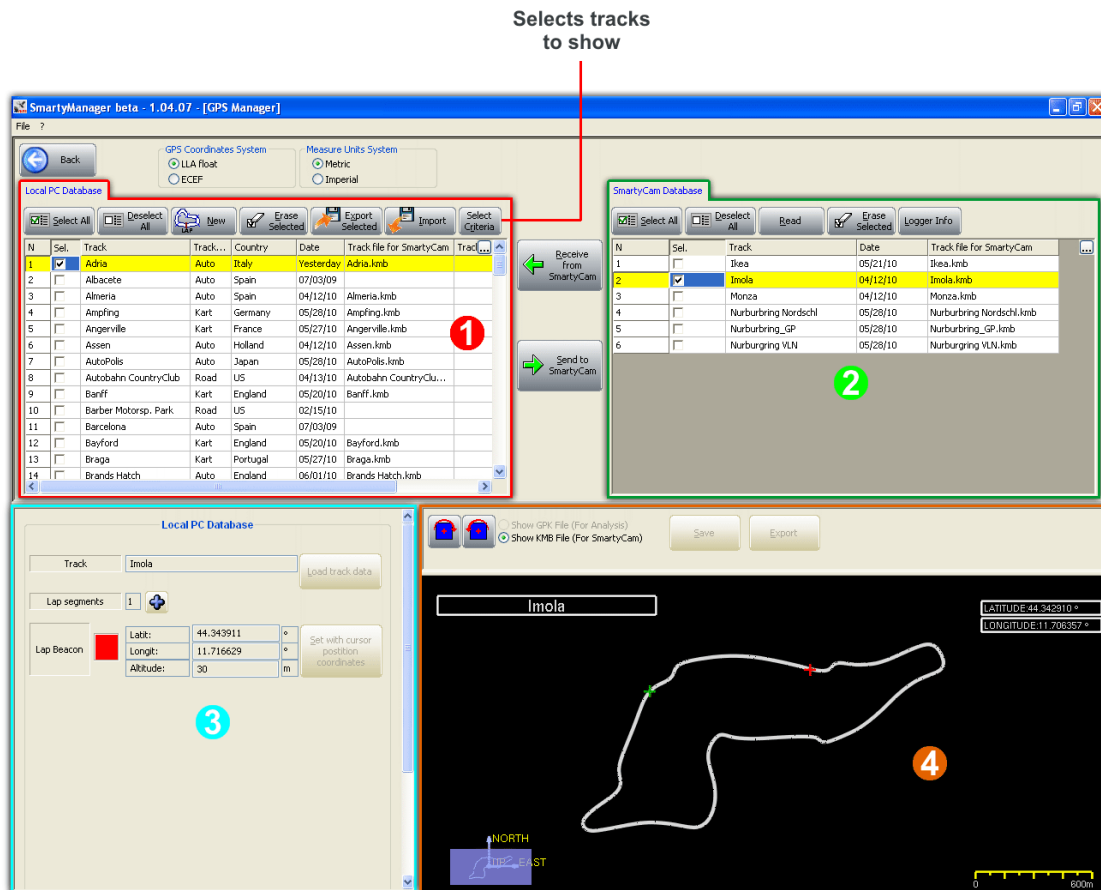 Selects tracks
to show
SmartyManager beta - 1.04.07 - [GPS Manager]
File ?
Back
GPS Coordinates System
LLA float
ECEF
Measure Units System
Metric
Imperial
Local PC Database
Select All
Deselect All
New
LAP
Erase Selected
Export Selected
Import
Select Criteria
N Sel. Track Track... Country Date Track file for SmartyCam Trac ...
1 Adria Auto Italy Yesterday Adria.kmb
2 Albacete Auto Spain 07/03/09
3 Almeria Auto Spain 04/12/10 Almeria.kmb
4 Ampfing Kart Germany 05/28/10 Ampfing.kmb
5 Angerville Kart France 05/27/10 Angerville.kmb
6 Assen Auto Holland 04/12/10 Assen.kmb
7 AutoPolis Auto Japan 05/28/10 AutoPolis.kmb
8 Autobahn CountryClub Road US 04/13/10 Autobahn CountryClu...
9 Banff Kart England 05/20/10 Banff.kmb
10 Barber Motorsp. Park Road US 02/15/10
11 Barcelona Auto Spain 07/03/09
12 Bayford Kart England 05/20/10 Bayford.kmb
13 Braga Kart Portugal 05/27/10 Braga.kmb
14 Brands Hatch Auto England 06/01/10 Brands Hatch.kmb
1
Receive from SmartyCam
Send to SmartyCam
SmartyCam Database
Select All
Deselect All
Read
Erase Selected
Logger Info
N Sel. Track Date Track file for SmartyCam ...
1 Ikea 05/21/10 Ikea.kmb
2 Imola 04/12/10 Imola.kmb
3 Monza 04/12/10 Monza.kmb
4 Nurburbring Nordschl 05/28/10 Nurburbring Nordschl.kmb
5 Nurburbring_GP 05/28/10 Nurburbring_GP.kmb
6 Nurburgring VLN 05/28/10 Nurburgring VLN.kmb
2
Local PC Database
Track Imola
Load track data
Lap segments 1
Lap Beacon
Latit: 44.343911 °
Longit: 11.716629 °
Altitude: 30 m
Set with cursor
postition
coordinates
3
Show GPK File (For Analysis)
Show KMB File (For SmartyCam)
Save
Export
Imola
LATITUDE:44.342910 °
LONGITUDE:11.706357 °
4
NORTH
UP EAST
0 600m